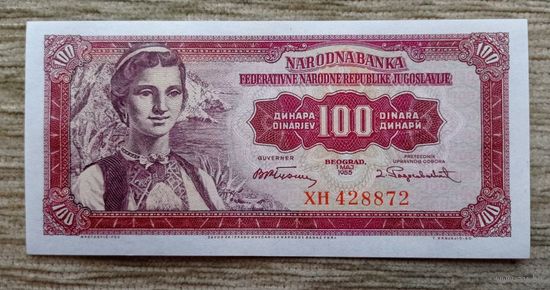 100
NARODNA BANKA
FEDERATIVNE NARODNE REPUBLIKE JUGOSLAVIJE
100
ДИНАРА
DINARJEV
100
DINARA
ДИНАРИ
GUVERNER
BEOGRAD,
1 MAJ
1955
PRETSEDNIK
UPRAVNOG ODBORA
XH 428872
100
100